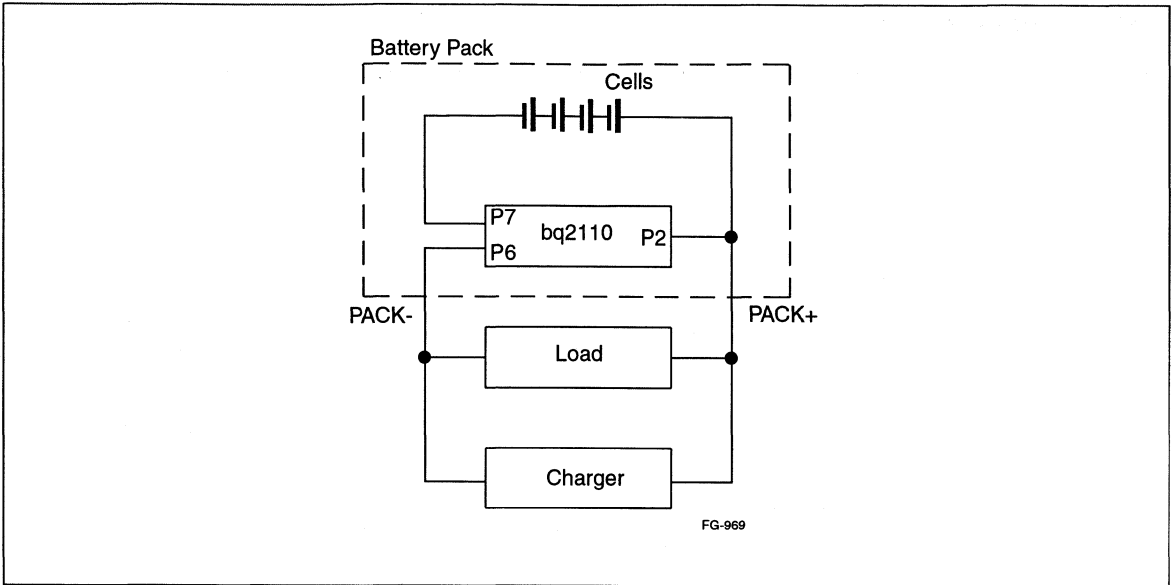 Battery Pack
Cells
P7
bq2110
P2
P6
PACK-
PACK+
Load
Charger
FG-969